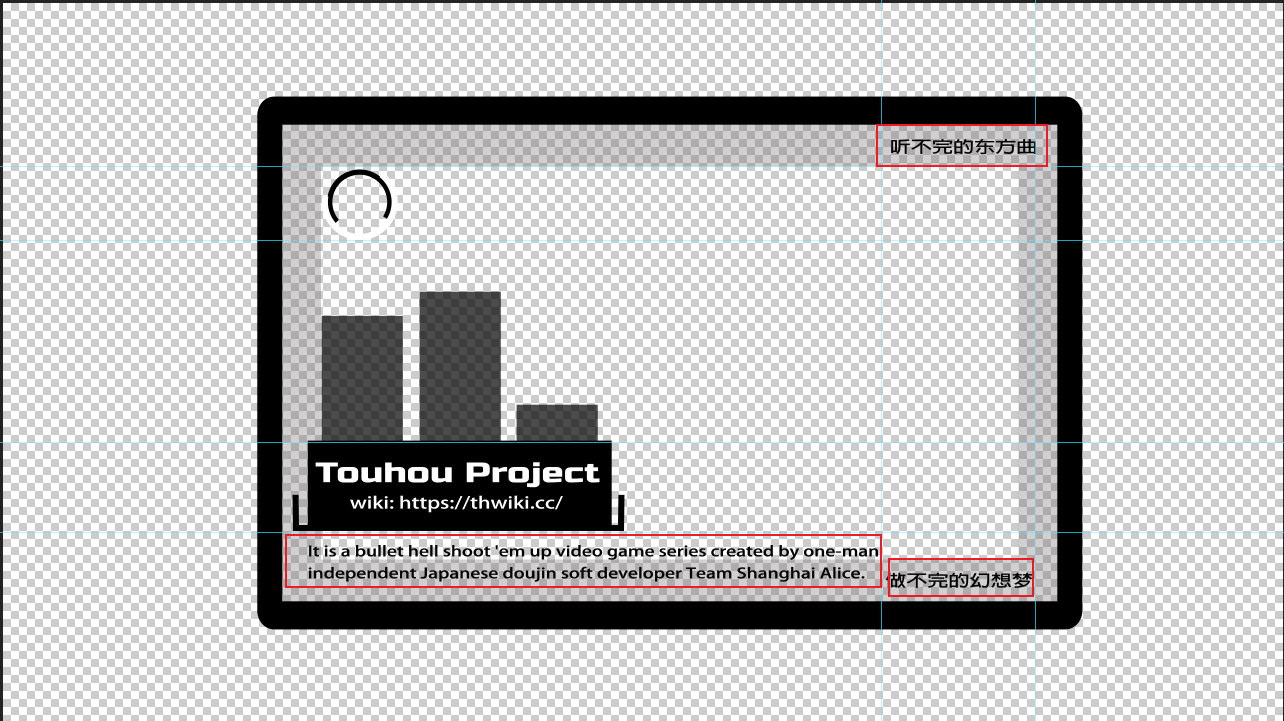 听不完的东方曲
Touhou Project
wiki: https://thwiki.cc/
It is a bullet hell shoot 'em up video game series created by one-man
independent Japanese doujin soft developer Team Shanghai Alice.
做不完的幻想梦